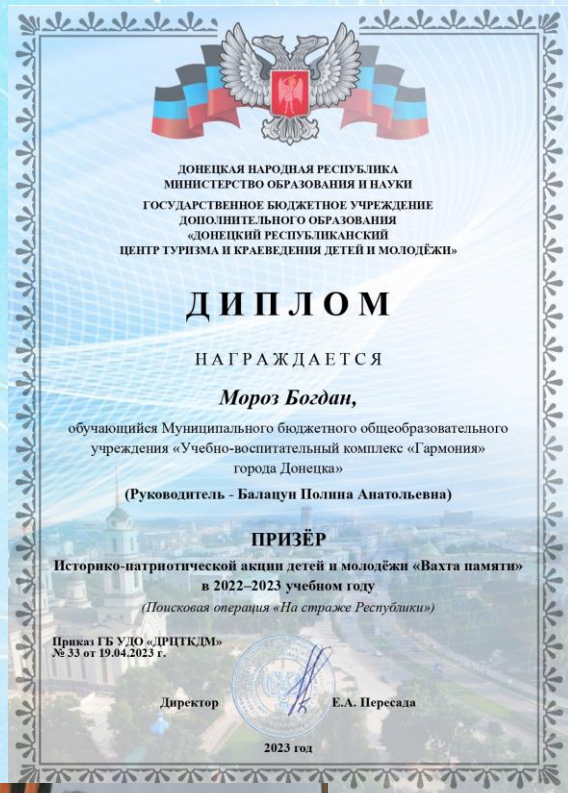 ДОНЕЦКАЯ НАРОДНАЯ РЕСПУБЛИКА
МИНИСТЕРСТВО ОБРАЗОВАНИЯ И НАУКИ
ГОСУДАРСТВЕННОЕ БЮДЖЕТНОЕ УЧРЕЖДЕНИЕ
ДОПОЛНИТЕЛЬНОГО ОБРАЗОВАНИЯ
«ДОНЕЦКИЙ РЕСПУБЛИКАНСКИЙ
ЦЕНТР ТУРИЗМА И КРАЕВЕДЕНИЯ ДЕТЕЙ И МОЛОДЁЖИ»
ДИПЛОМ
НАГРАЖДАЕТСЯ
Мороз Богдан,
обучающийся Муниципального бюджетного общеобразовательного
учреждения «Учебно-воспитательный комплекс «Гармония»
города Донецка»
(Руководитель - Балацун Полина Анатольевна)
ПРИЗЁР
Историко-патриотической акции детей и молодёжи «Вахта памяти»
в 2022–2023 учебном году
(Поисковая операция «На страже Республики»)
Приказ ГБ УДО «ДРЦТКДМ»
№ 33 от 19.04.2023 г.
Директор Е.А. Пересада
2023 год